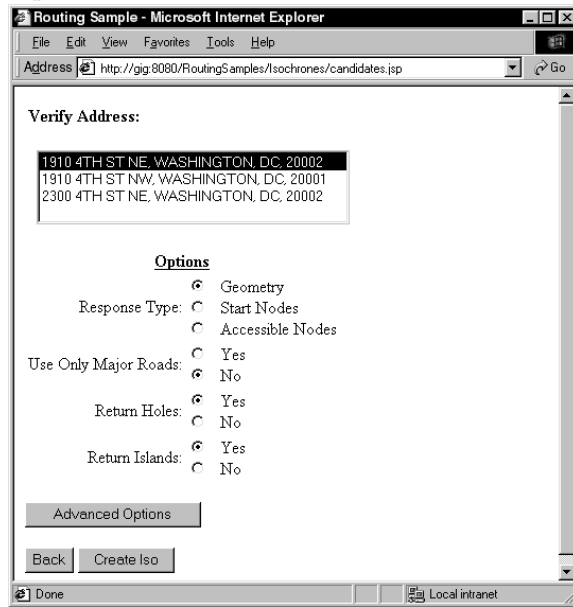 Routing Sample - Microsoft Internet Explorer
File Edit View Favorites Tools Help
Address http://gig:8080/RoutingSamples/Isochrones/candidates.jsp Go
Verify Address:
1910 4TH ST NE, WASHINGTON, DC, 20002
1910 4TH ST NW, WASHINGTON, DC, 20001
2300 4TH ST NE, WASHINGTON, DC, 20002
Options
Response Type: Geometry
Start Nodes
Accessible Nodes
Use Only Major Roads: Yes
No
Return Holes: Yes
No
Return Islands: Yes
No
Advanced Options
Back Create Iso
Done Local intranet